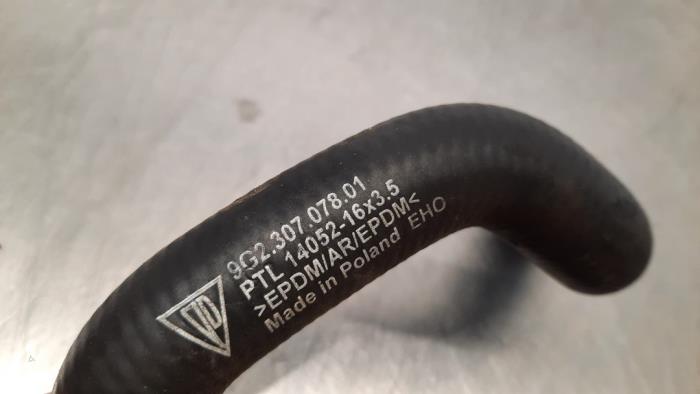 9G2.307.078.01
PTL 14052-16x3.5
>EPDM/AR/EPDM<
Made in Poland EHO